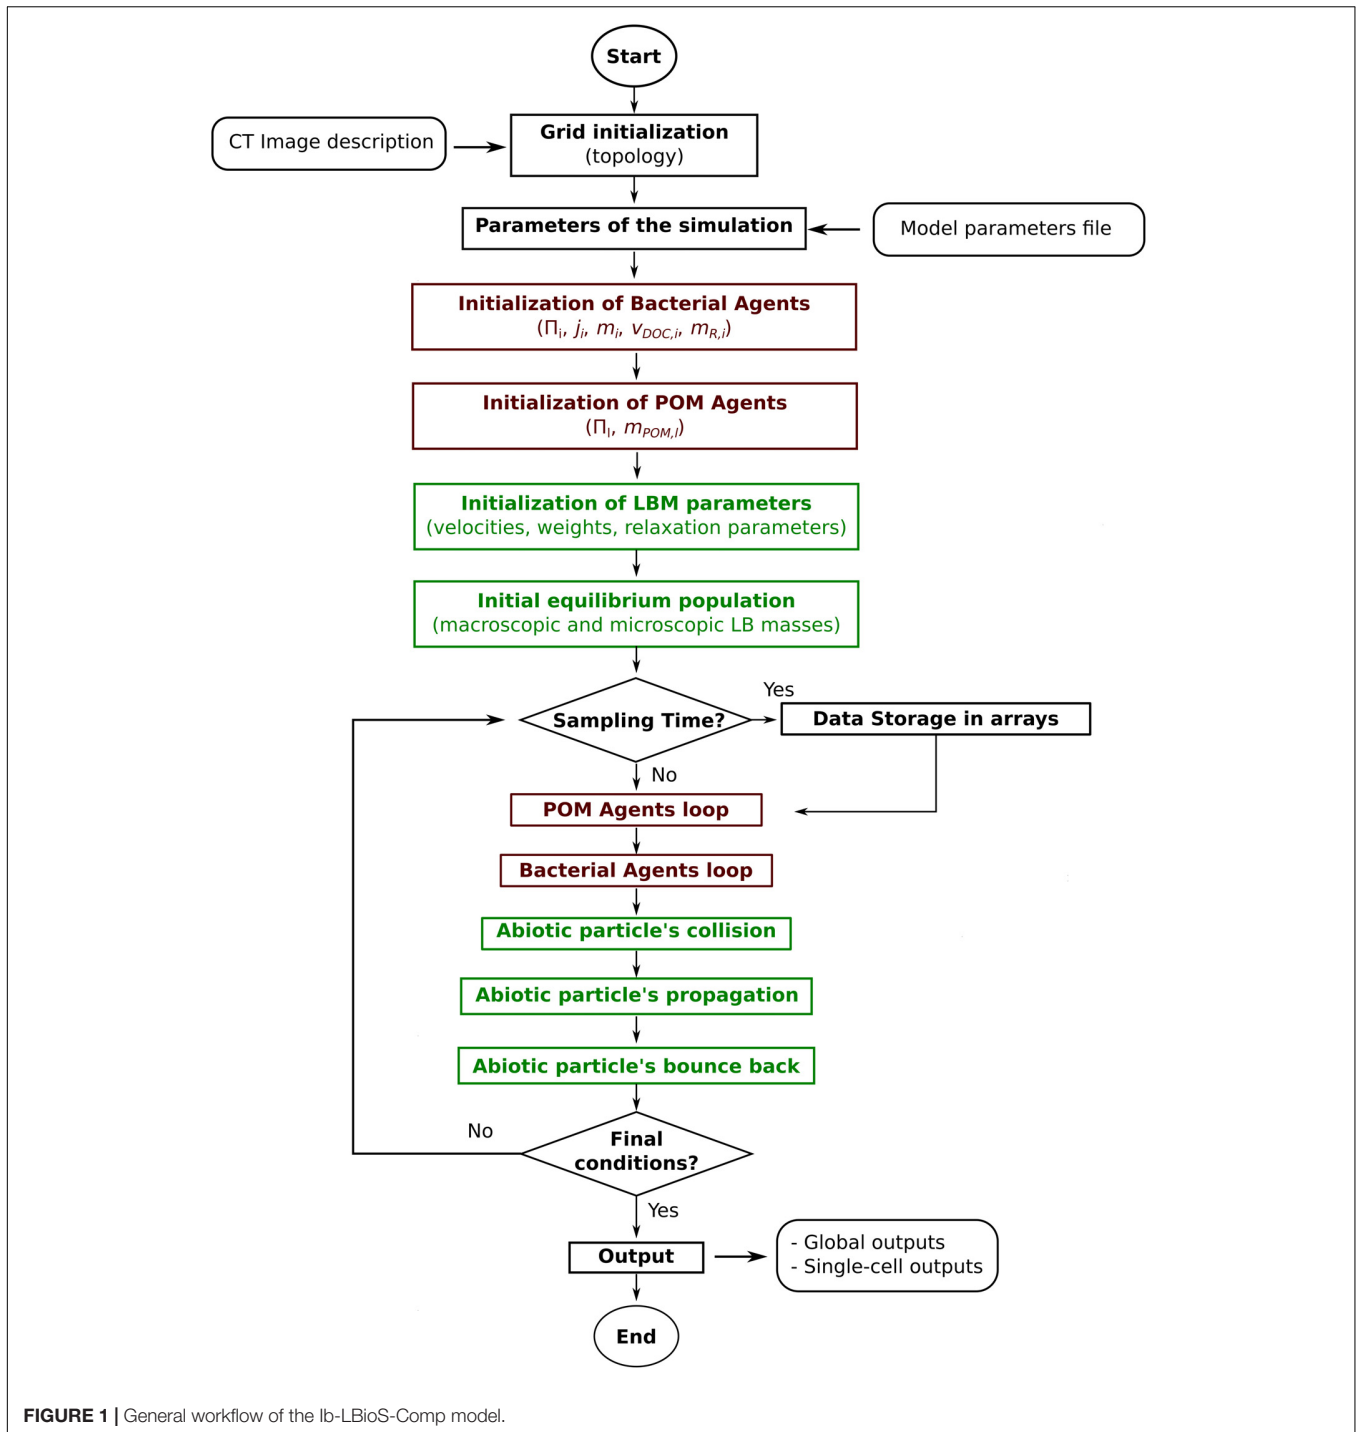 Start
CT Image description
Grid initialization
(topology)
Parameters of the simulation
Model parameters file
Initialization of Bacterial Agents
(Πi, ji, mi, vDOC,i, mR,i)
Initialization of POM Agents
(Πl, mPOM,l)
Initialization of LBM parameters
(velocities, weights, relaxation parameters)
Initial equilibrium population
(macroscopic and microscopic LB masses)
Sampling Time?
Yes
Data Storage in arrays
No
POM Agents loop
Bacterial Agents loop
Abiotic particle's collision
Abiotic particle's propagation
Abiotic particle's bounce back
No
Final
conditions?
Yes
Output
- Global outputs
- Single-cell outputs
End
FIGURE 1 | General workflow of the Ib-LBioS-Comp model.